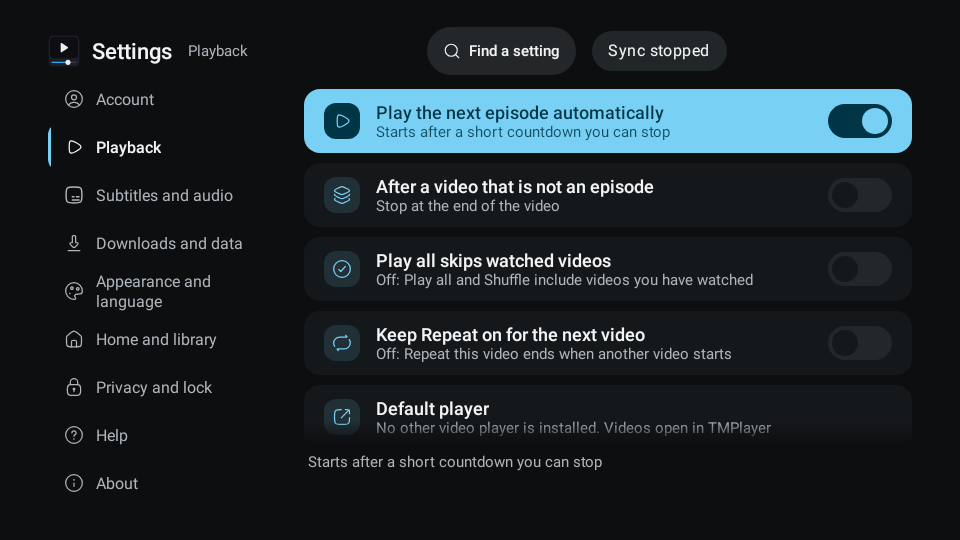 Settings
Playback
Find a setting
Sync stopped
Account
Playback
Subtitles and audio
Downloads and data
Appearance and
language
Home and library
Privacy and lock
Help
About
Play the next episode automatically
Starts after a short countdown you can stop
After a video that is not an episode
Stop at the end of the video
Play all skips watched videos
Off: Play all and Shuffle include videos you have watched
Keep Repeat on for the next video
Off: Repeat this video ends when another video starts
Default player
No other video player is installed. Videos open in TMPlayer
Starts after a short countdown you can stop